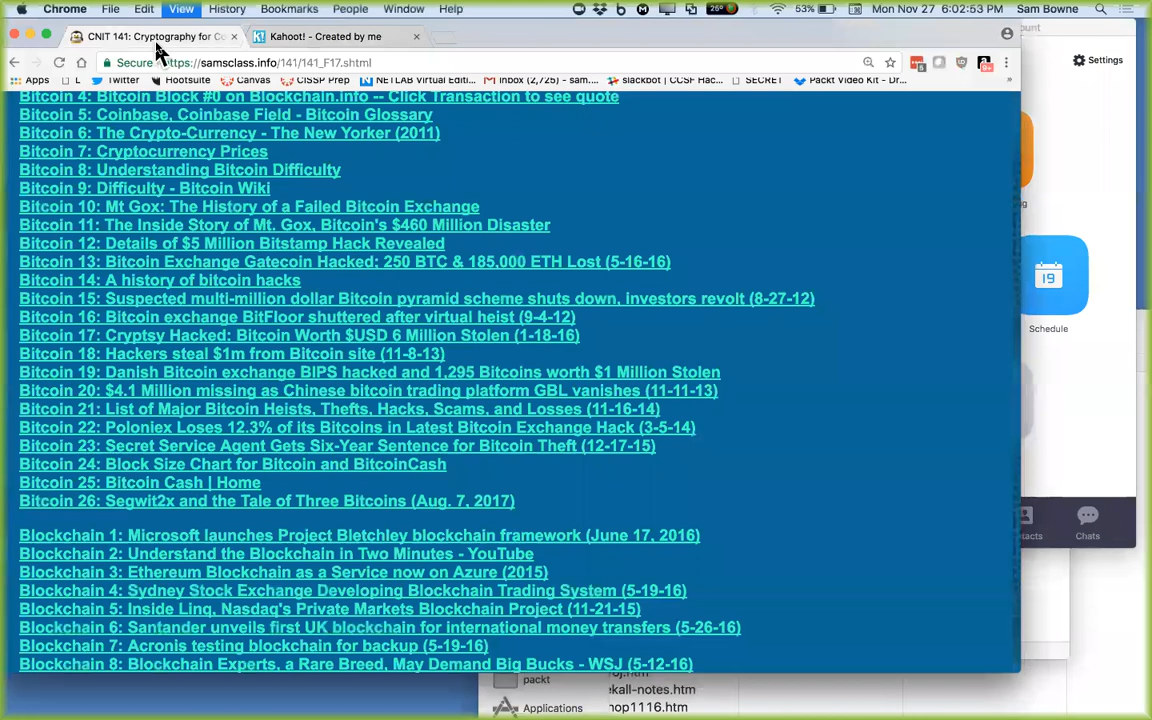 Chrome File Edit View History Bookmarks People Window Help 25° 53% Mon Nov 27 6:02:53 PM Sam Bowne
CNIT 141: Cryptography for Co × Kahoot! - Created by me ×
Secure https://samsclass.info/141/141_F17.shtml
Apps L Twitter Hootsuite Canvas CISSP Prep NETLAB Virtual Editi... Inbox (2,725) - sam... slackbot | CCSF Hac... SECRET Packt Video Kit - Dr... »
Bitcoin 4: Bitcoin Block #0 on Blockchain.info -- Click Transaction to see quote
Bitcoin 5: Coinbase, Coinbase Field - Bitcoin Glossary
Bitcoin 6: The Crypto-Currency - The New Yorker (2011)
Bitcoin 7: Cryptocurrency Prices
Bitcoin 8: Understanding Bitcoin Difficulty
Bitcoin 9: Difficulty - Bitcoin Wiki
Bitcoin 10: Mt Gox: The History of a Failed Bitcoin Exchange
Bitcoin 11: The Inside Story of Mt. Gox, Bitcoin's $460 Million Disaster
Bitcoin 12: Details of $5 Million Bitstamp Hack Revealed
Bitcoin 13: Bitcoin Exchange Gatecoin Hacked; 250 BTC & 185,000 ETH Lost (5-16-16)
Bitcoin 14: A history of bitcoin hacks
Bitcoin 15: Suspected multi-million dollar Bitcoin pyramid scheme shuts down, investors revolt (8-27-12)
Bitcoin 16: Bitcoin exchange BitFloor shuttered after virtual heist (9-4-12)
Bitcoin 17: Cryptsy Hacked: Bitcoin Worth $USD 6 Million Stolen (1-18-16)
Bitcoin 18: Hackers steal $1m from Bitcoin site (11-8-13)
Bitcoin 19: Danish Bitcoin exchange BIPS hacked and 1,295 Bitcoins worth $1 Million Stolen
Bitcoin 20: $4.1 Million missing as Chinese bitcoin trading platform GBL vanishes (11-11-13)
Bitcoin 21: List of Major Bitcoin Heists, Thefts, Hacks, Scams, and Losses (11-16-14)
Bitcoin 22: Poloniex Loses 12.3% of its Bitcoins in Latest Bitcoin Exchange Hack (3-5-14)
Bitcoin 23: Secret Service Agent Gets Six-Year Sentence for Bitcoin Theft (12-17-15)
Bitcoin 24: Block Size Chart for Bitcoin and BitcoinCash
Bitcoin 25: Bitcoin Cash | Home
Bitcoin 26: Segwit2x and the Tale of Three Bitcoins (Aug. 7, 2017)
Blockchain 1: Microsoft launches Project Bletchley blockchain framework (June 17, 2016)
Blockchain 2: Understand the Blockchain in Two Minutes - YouTube
Blockchain 3: Ethereum Blockchain as a Service now on Azure (2015)
Blockchain 4: Sydney Stock Exchange Developing Blockchain Trading System (5-19-16)
Blockchain 5: Inside Linq, Nasdaq's Private Markets Blockchain Project (11-21-15)
Blockchain 6: Santander unveils first UK blockchain for international money transfers (5-26-16)
Blockchain 7: Acronis testing blockchain for backup (5-19-16)
Blockchain 8: Blockchain Experts, a Rare Breed, May Demand Big Bucks - WSJ (5-12-16)
ount
Settings
19
Schedule
tacts Chats
packt
ekall-notes.htm
Applications
hop1116.htm